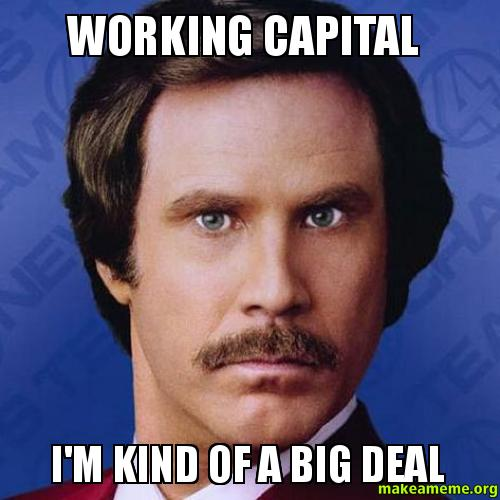 WORKING CAPITAL
I'M KIND OF A BIG DEAL
makeameme.org